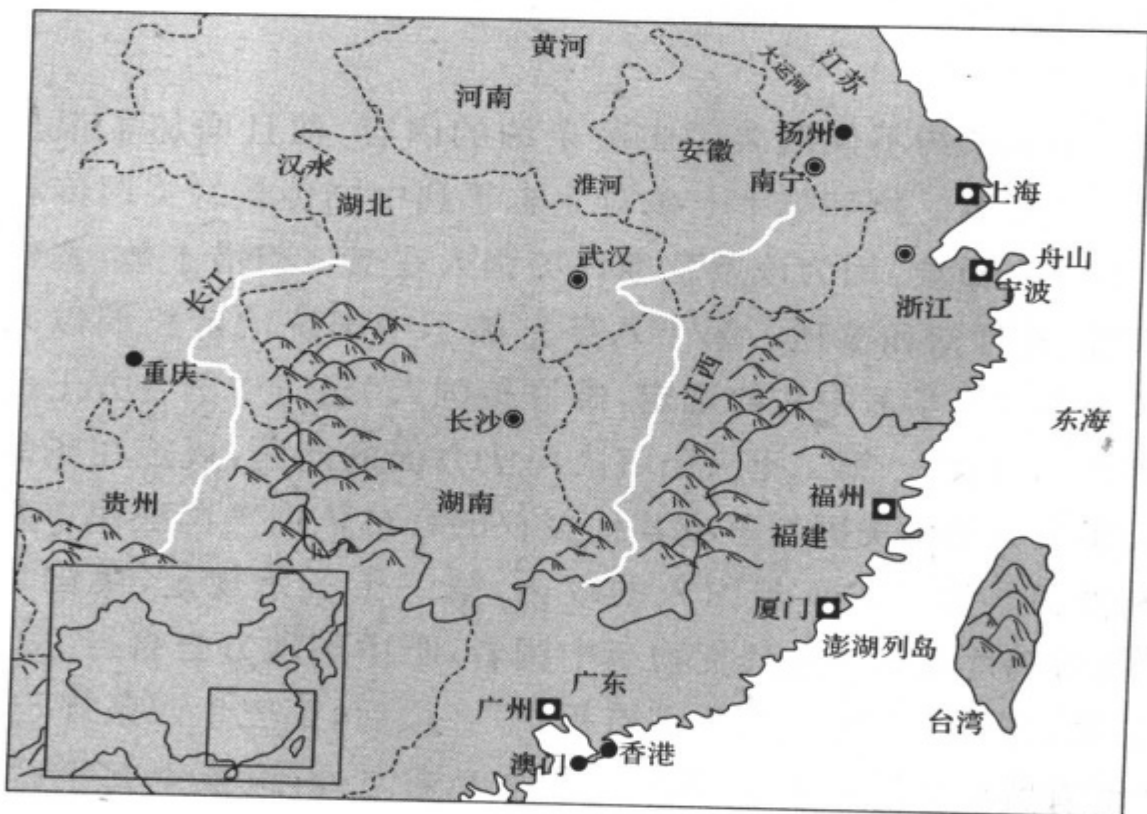 黄河
大运河
江苏
河南
扬州
安徽
汉水
淮河
南宁
湖北
上海
武汉
舟山
长江
宁波
浙江
重庆
江西
长沙
东海
贵州
湖南
福州
福建
厦门
澎湖列岛
广东
广州
台湾
香港
澳门